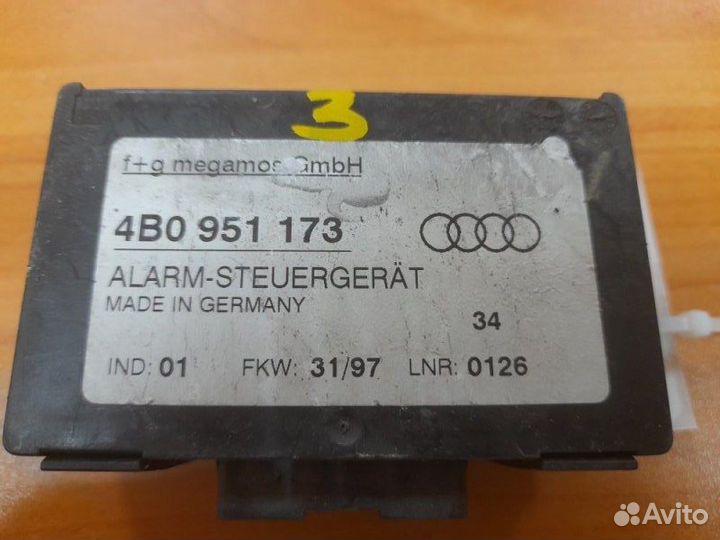 3
f+g megamos GmbH
4B0 951 173
ALARM-STEUERGERÄT
MADE IN GERMANY
34
IND: 01 FKW: 31/97 LNR: 0126
Avito